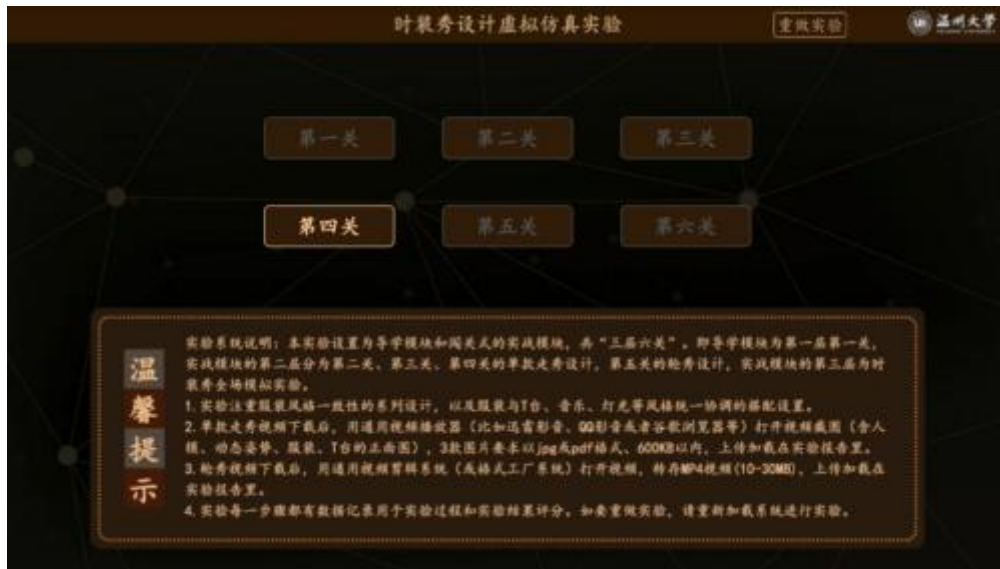 时装秀设计虚拟仿真实验
重做实验
温州大学
第一关
第二关
第三关
第四关
第五关
第六关
温馨提示
实验系统说明：本实验设置为导学模块和闯关式的实战模块，共“三层六关”。即导学模块为第一层第一关，
实战模块的第二层分为第二关、第三关、第四关的单款走秀设计，第五关的轮秀设计，实战模块的第三层为时
装秀全场模拟实验。
1.实验注重服装风格一致性的系列设计，以及服装与T台、音乐、灯光等风格统一协调的搭配设置。
2.单款走秀视频下载后，用通用视频播放器（比如迅雷影音、QQ影音或者谷歌浏览器等）打开视频截图（含人
模、动态姿势、服装、T台的正面图），3款图片要求以jpg或pdf格式、600KB以内，上传加载在实验报告里。
3.轮秀视频下载后，用通用视频剪辑系统（或格式工厂系统）打开视频，转存MP4视频(10-30MB)，上传加载在
实验报告里。
4.实验每一步骤都有数据记录用于实验过程和实验结果评分。如要重做实验，请重新加载系统进行实验。